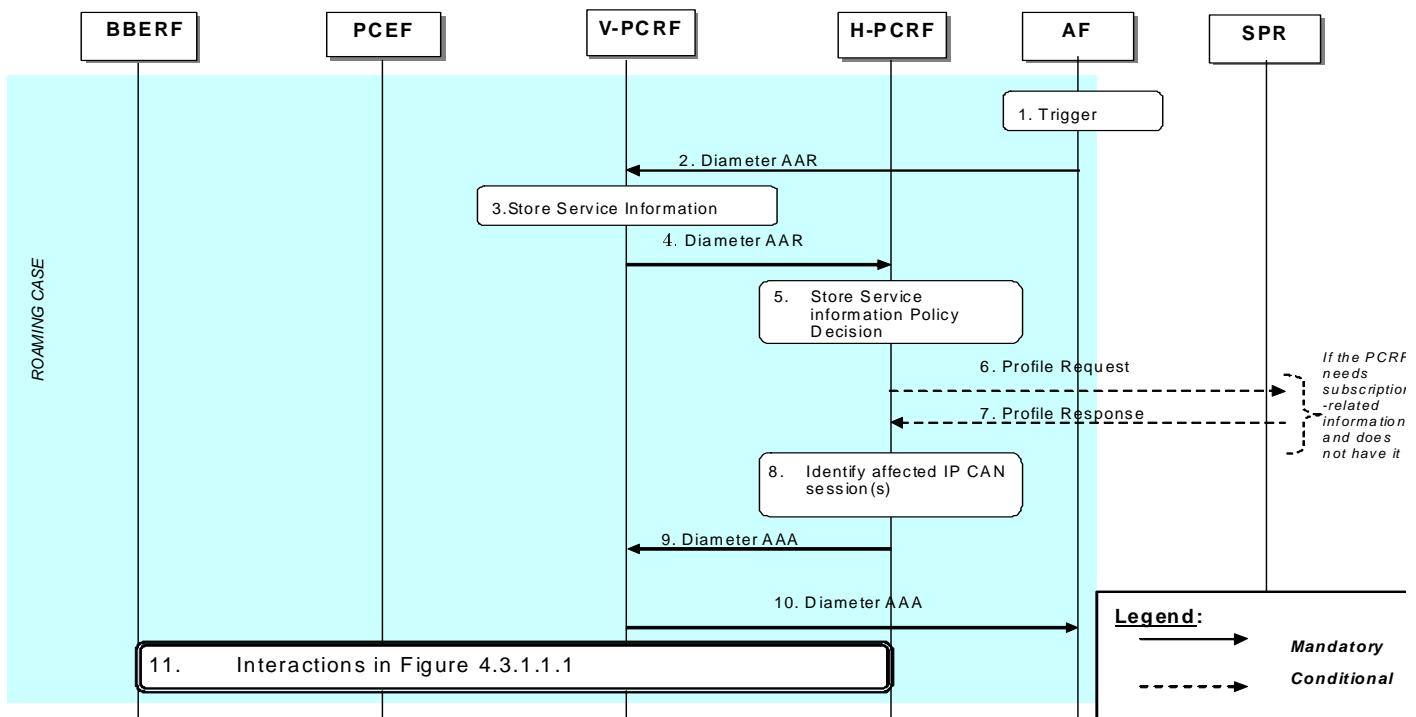 BBERF
PCEF
V-PCRF
H-PCRF
AF
SPR
1. Trigger
2. Diameter AAR
3.Store Service Information
4. Diameter AAR
5. Store Service
information Policy
Decision
ROAMING CASE
6. Profile Request
7. Profile Response
If the PCRF
needs
subscription
-related
information
and does
not have it
8. Identify affected IP CAN
session(s)
9. Diameter AAA
10. Diameter AAA
11. Interactions in Figure 4.3.1.1.1
Legend:
Mandatory
Conditional